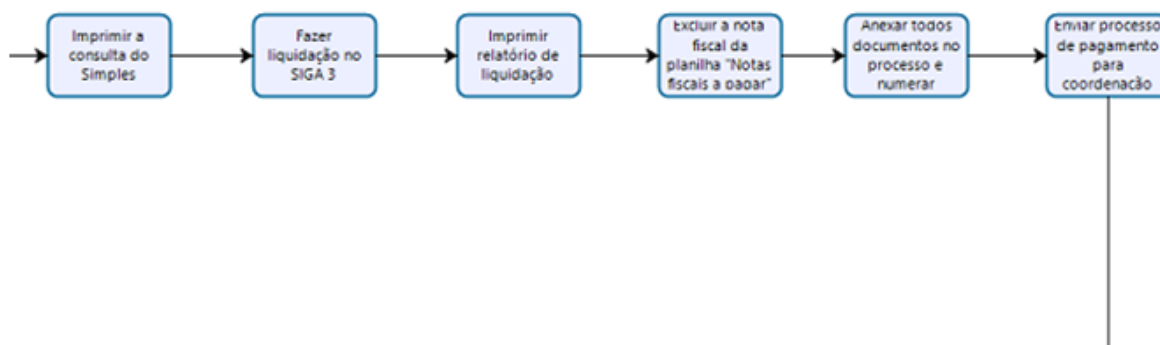 Imprimir a
consulta do
Simples
Fazer
liquidação no
SIGA 3
Imprimir
relatório de
liquidação
Excluir a nota
fiscal da
planilha "Notas
fiscais a pagar"
Anexar todos
documentos no
processo e
numerar
Enviar processo
de pagamento
para
coordenação